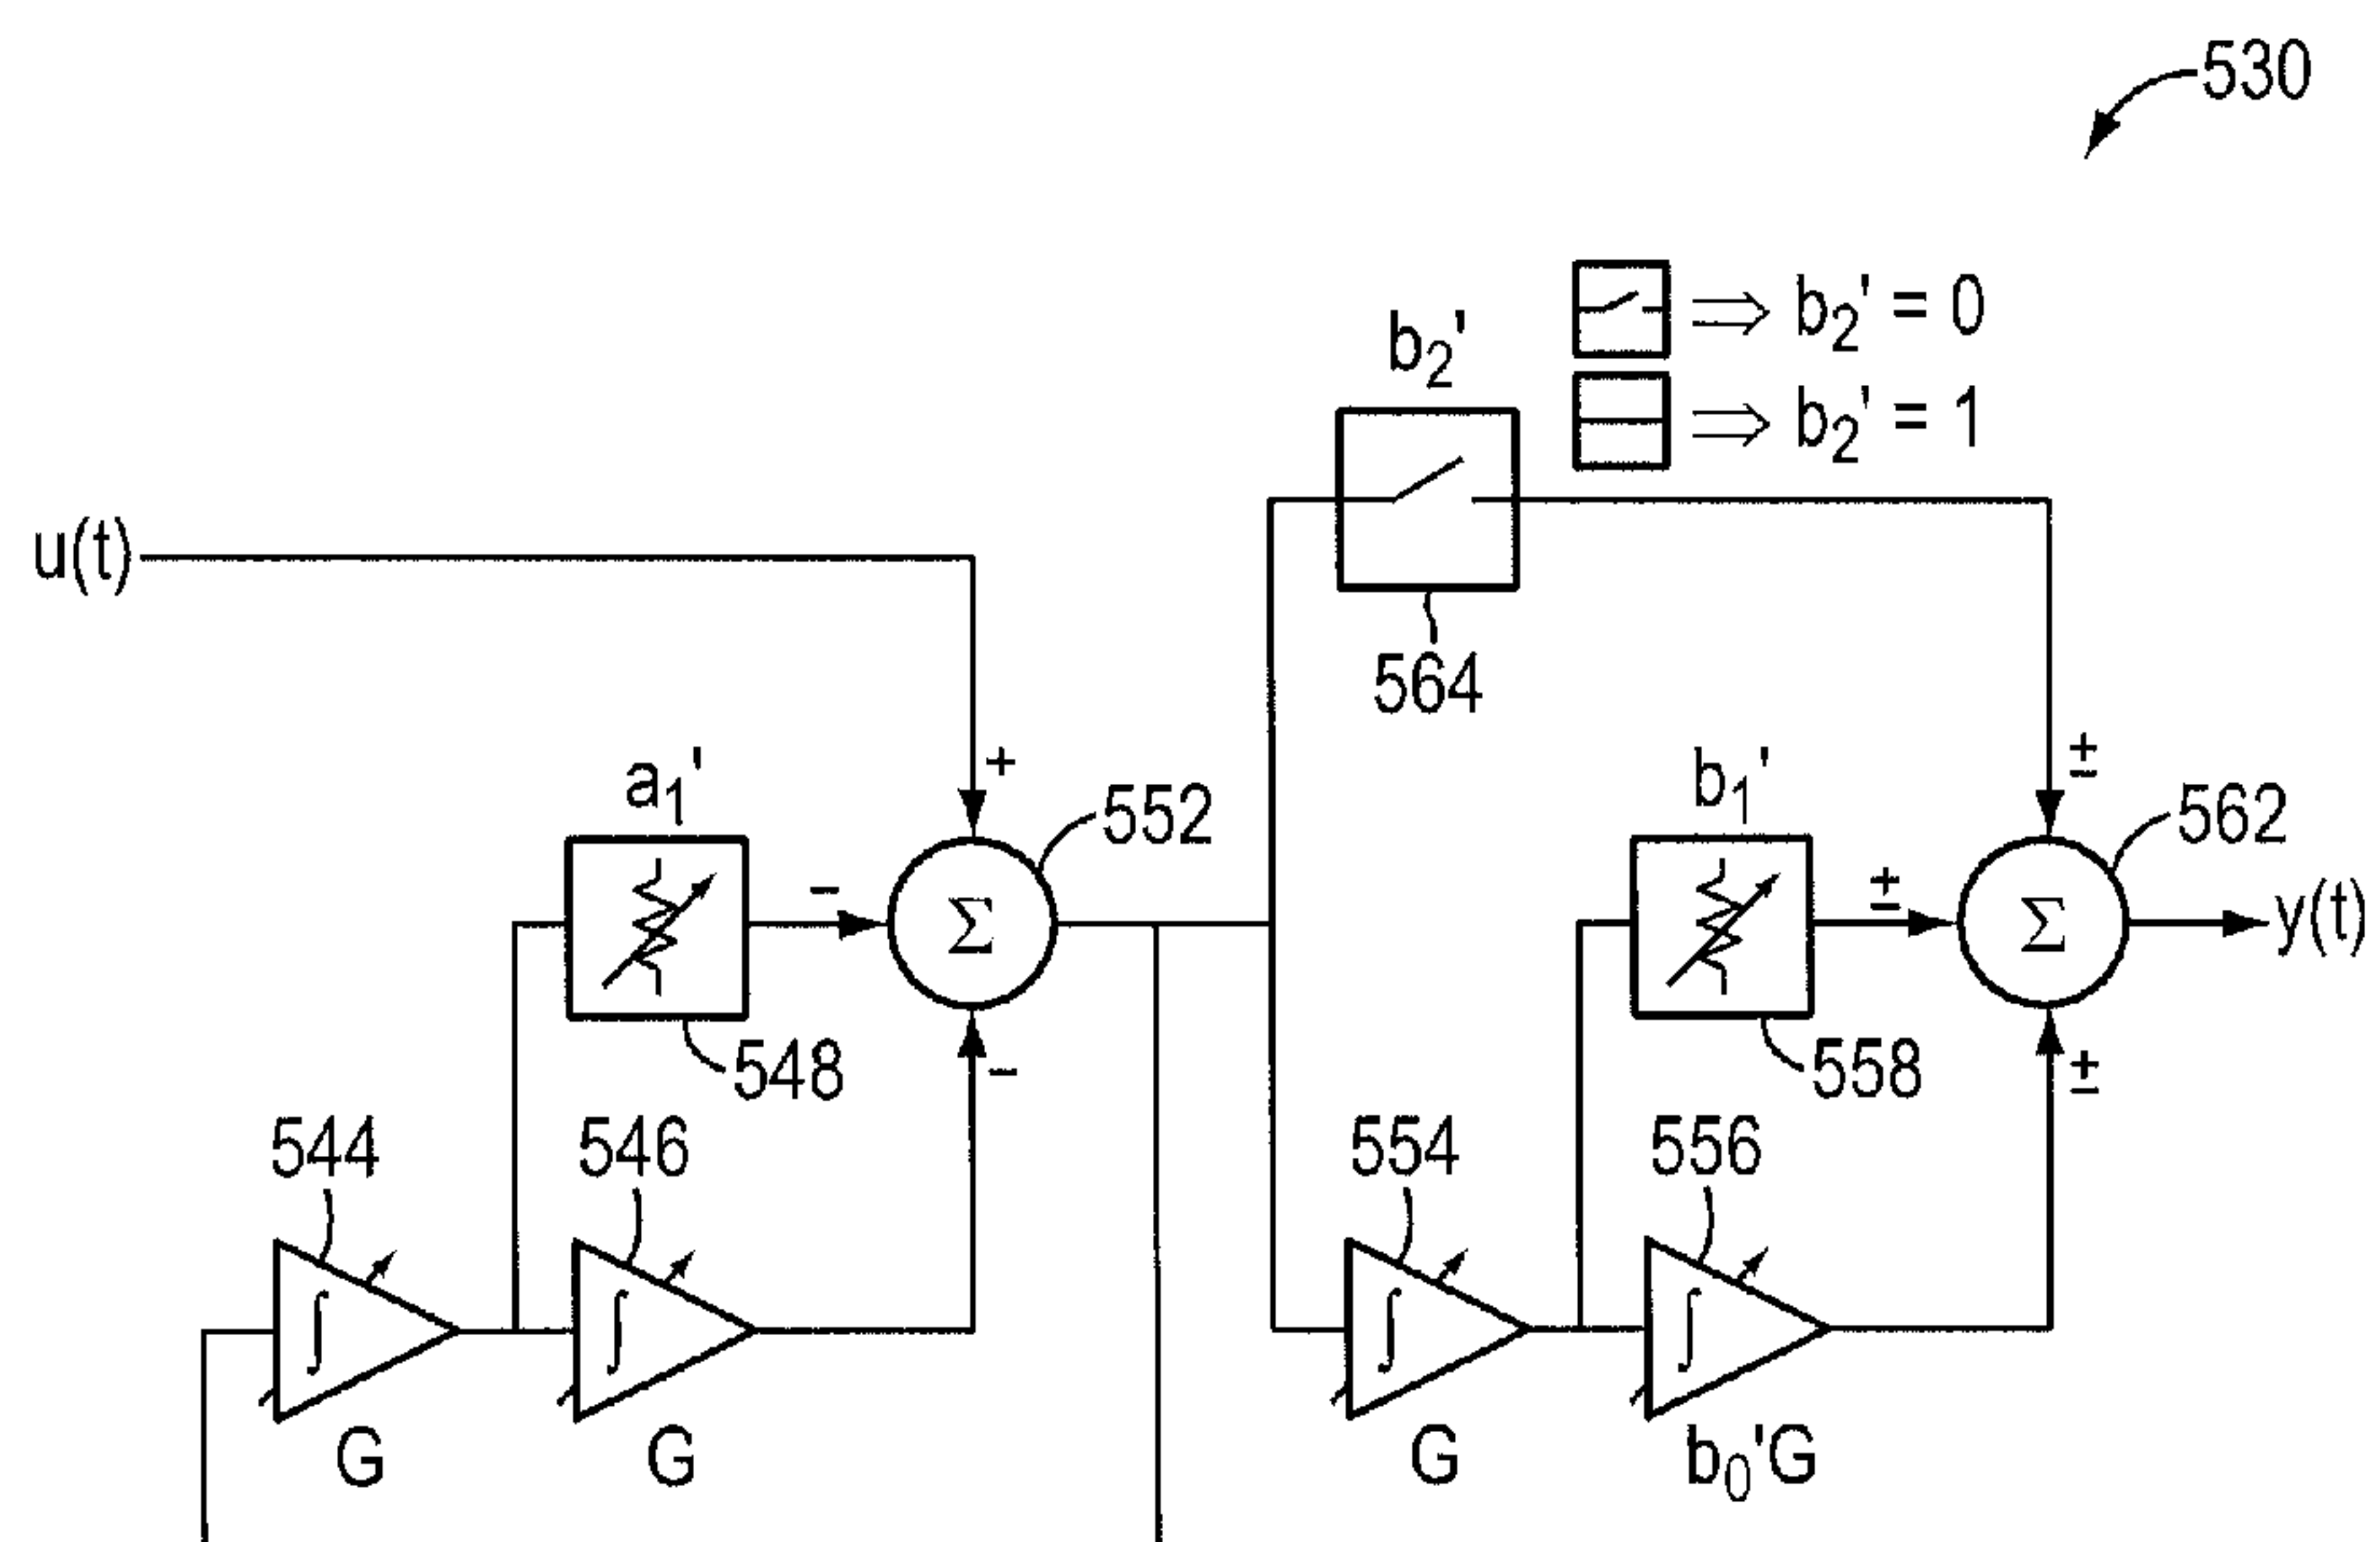 530
⇒ b₂' = 0
b₂'
⇒ b₂' = 1
u(t)
564
+
±
a₁'
552
b₁'
562
-
Σ
±
Σ
y(t)
548
-
558
±
544
546
554
556
∫
∫
∫
∫
G
G
G
b₀'G